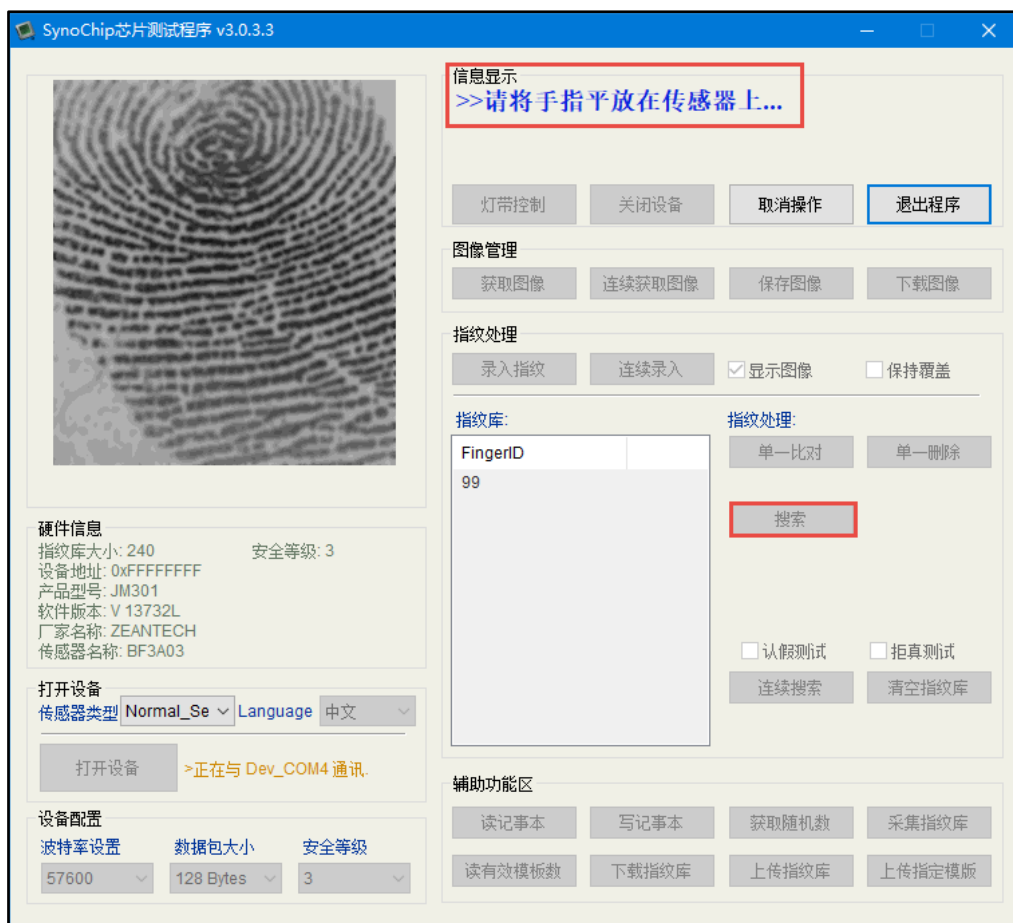 SynoChip芯片测试程序 v3.0.3.3
信息显示
>>请将手指平放在传感器上...
灯带控制 关闭设备 取消操作 退出程序
图像管理
获取图像 连续获取图像 保存图像 下载图像
指纹处理
录入指纹 连续录入 显示图像 保持覆盖
指纹库: 指纹处理:
FingerID
99
单一比对 单一删除
搜索
认假测试 拒真测试
连续搜索 清空指纹库
硬件信息
指纹库大小: 240 安全等级: 3
设备地址: 0xFFFFFFFF
产品型号: JM301
软件版本: V 13732L
厂家名称: ZEANTECH
传感器名称: BF3A03
打开设备
传感器类型 Normal_Se Language 中文
打开设备 >正在与 Dev_COM4 通讯.
设备配置
波特率设置 数据包大小 安全等级
57600 128 Bytes 3
辅助功能区
读记事本 写记事本 获取随机数 采集指纹库
读有效模板数 下载指纹库 上传指纹库 上传指定模版